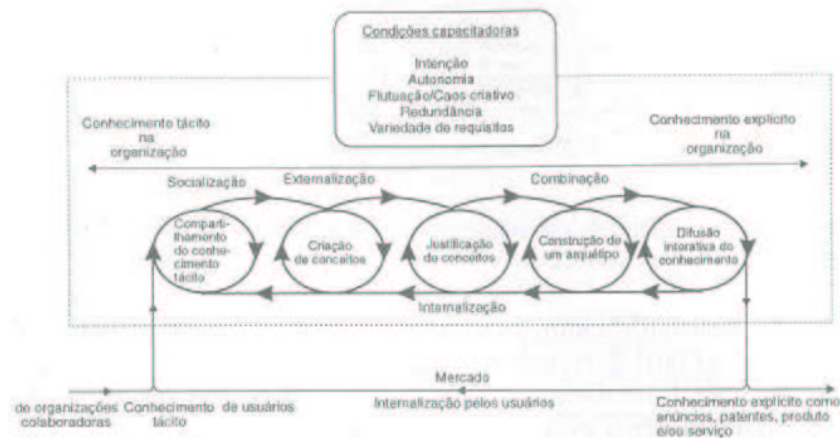 Condições capacitadoras
Intenção
Autonomia
Flutuação/Caos criativo
Redundância
Variedade de requisitos
Conhecimento tácito
na
organização
Conhecimento explícito
na
organização
Socialização
Externalização
Combinação
Comparti-
lhamento
do conhe-
cimento
tácito
Criação
de conceitos
Justificação
de conceitos
Construção de
um arquétipo
Difusão
interativa do
conhecimento
Internalização
Mercado
de organizações
colaboradoras
Conhecimento
tácito
de usuários
Internalização pelos usuários
Conhecimento explícito como
anúncios, patentes, produto
e/ou serviço